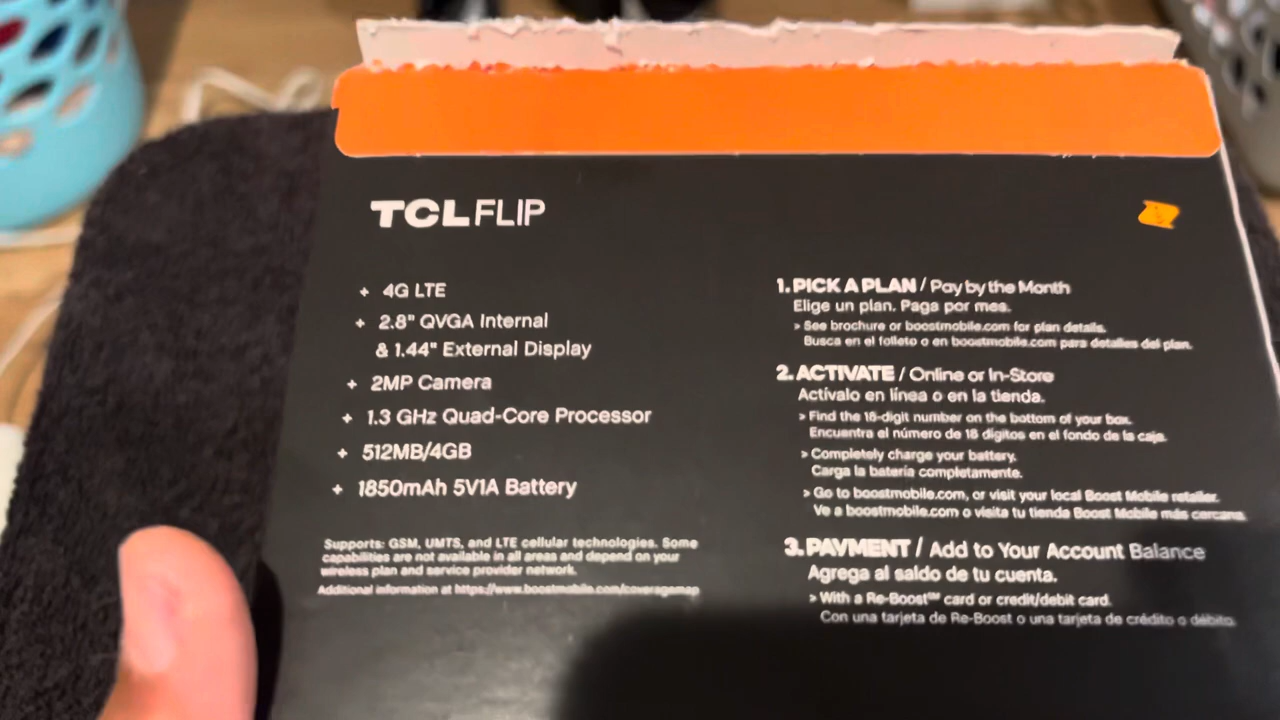 TCL FLIP
+ 4G LTE
+ 2.8" QVGA Internal
& 1.44" External Display
+ 2MP Camera
+ 1.3 GHz Quad-Core Processor
+ 512MB/4GB
+ 1850mAh 5V1A Battery
Supports: GSM, UMTS, and LTE cellular technologies. Some
capabilities are not available in all areas and depend on your
wireless plan and service provider network.
Additional information at https://www.boostmobile.com/coveragemap
1. PICK A PLAN / Pay by the Month
Elige un plan. Paga por mes.
> See brochure or boostmobile.com for plan details.
Busca en el folleto o en boostmobile.com para detalles del plan.
2. ACTIVATE / Online or In-Store
Actívalo en línea o en la tienda.
> Find the 18-digit number on the bottom of your box.
Encuentra el número de 18 dígitos en el fondo de la caja.
> Completely charge your battery.
Carga la batería completamente.
> Go to boostmobile.com, or visit your local Boost Mobile retailer.
Ve a boostmobile.com o visita tu tienda Boost Mobile más cercana.
3. PAYMENT / Add to Your Account Balance
Agrega al saldo de tu cuenta.
> With a Re-Boost℠ card or credit/debit card.
Con una tarjeta de Re-Boost o una tarjeta de crédito o débito.